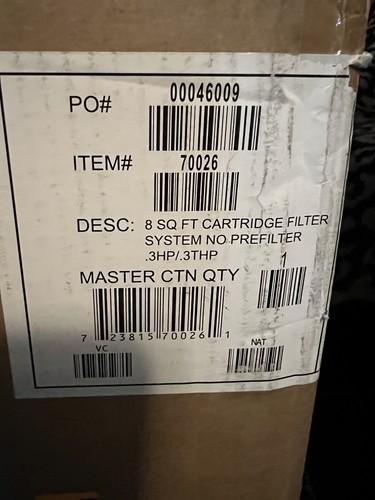 PO# 00046009
ITEM# 70026
DESC: 8 SQ FT CARTRIDGE FILTER
SYSTEM NO PREFILTER
.3HP/.3THP
MASTER CTN QTY 1
7 23815 70026 1
VC NAT